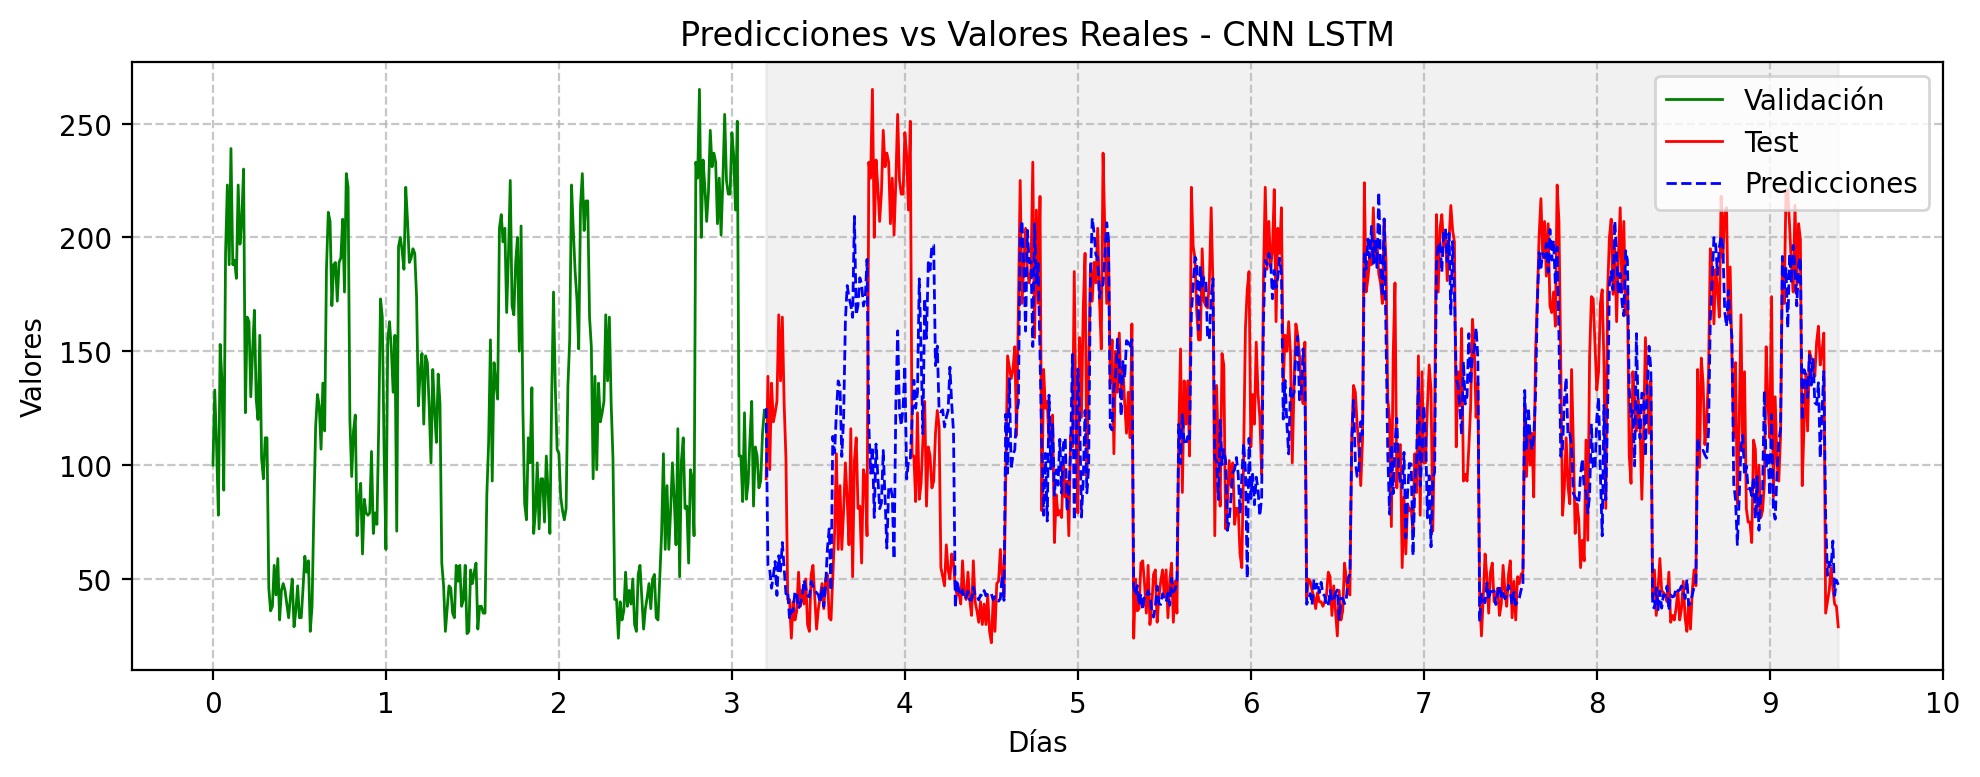 Predicciones vs Valores Reales - CNN LSTM
Validación
Test
Predicciones
Valores
250
200
150
100
50
0 1 2 3 4 5 6 7 8 9 10
Días